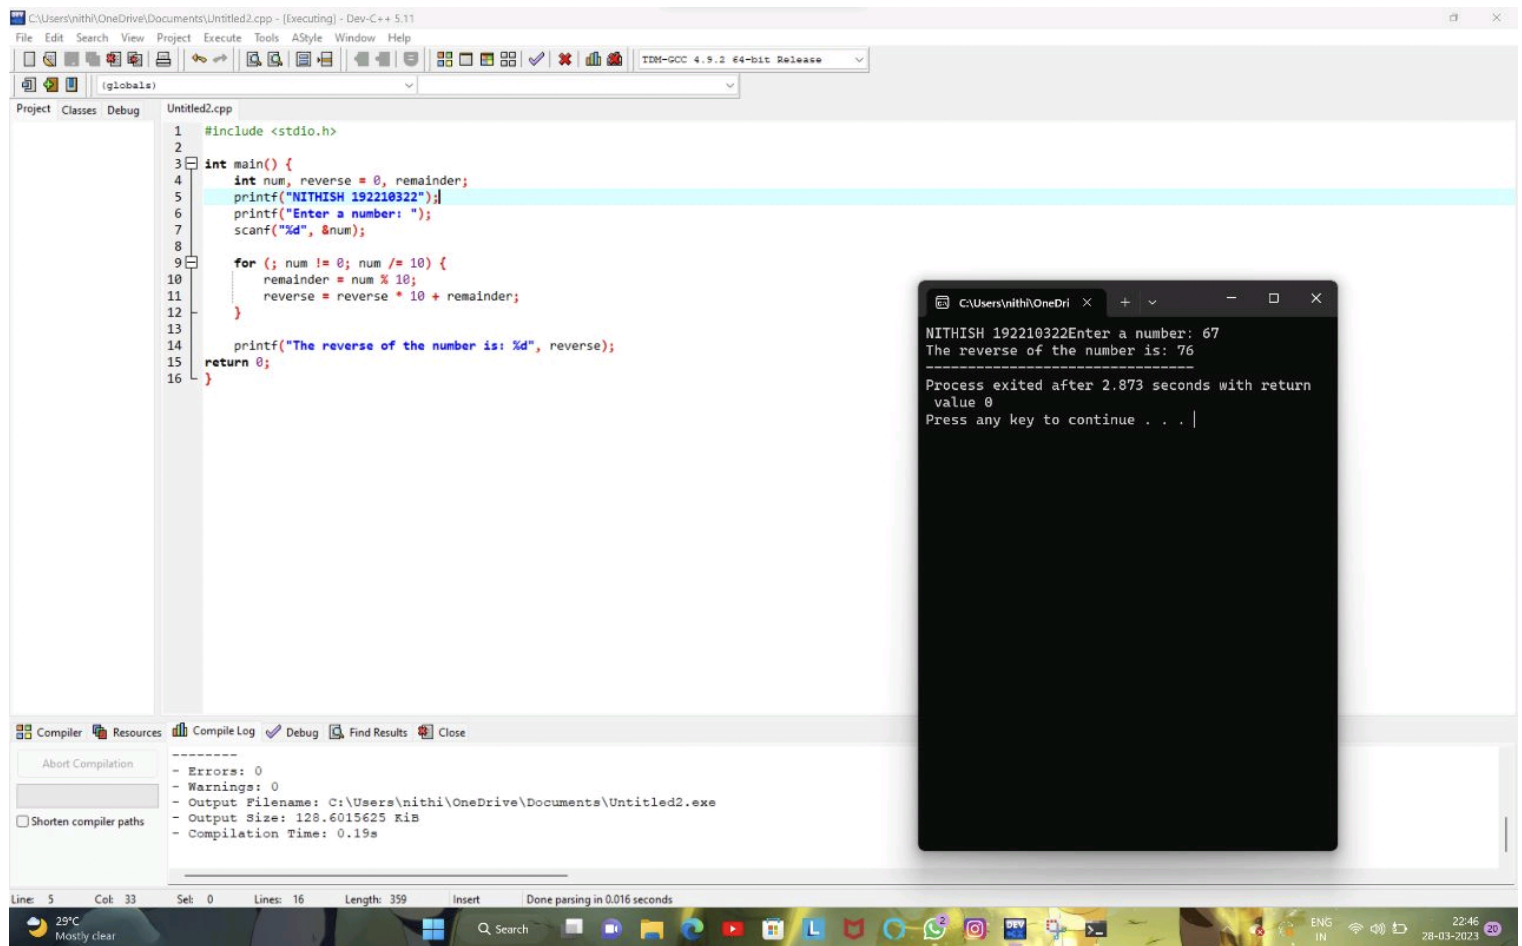 C:\Users\nithi\OneDrive\Documents\Untitled2.cpp - [Executing] - Dev-C++ 5.11
File Edit Search View Project Execute Tools AStyle Window Help
TDM-GCC 4.9.2 64-bit Release
(globals)
Project Classes Debug Untitled2.cpp
1 #include <stdio.h>
2
3 int main() {
4 int num, reverse = 0, remainder;
5 printf("NITHISH 192210322");
6 printf("Enter a number: ");
7 scanf("%d", &num);
8
9 for (; num != 0; num /= 10) {
10 remainder = num % 10;
11 reverse = reverse * 10 + remainder;
12 }
13
14 printf("The reverse of the number is: %d", reverse);
15 return 0;
16 }
C:\Users\nithi\OneDri
NITHISH 192210322Enter a number: 67
The reverse of the number is: 76
--------------------------------
Process exited after 2.873 seconds with return
value 0
Press any key to continue . . .
Compiler Resources Compile Log Debug Find Results Close
Abort Compilation
Shorten compiler paths
--------
- Errors: 0
- Warnings: 0
- Output Filename: C:\Users\nithi\OneDrive\Documents\Untitled2.exe
- Output Size: 128.6015625 KiB
- Compilation Time: 0.19s
Line: 5 Col: 33 Sel: 0 Lines: 16 Length: 359 Insert Done parsing in 0.016 seconds
29°C
Mostly clear
Search
2
DEV
ENG
IN
22:46
28-03-2023
20